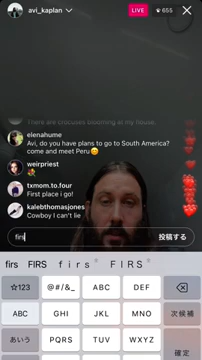 avi_kaplan
LIVE
655
There are crocuses blooming at my house.
elenahume
Avi, do you have plans to go to South America?
come and meet Peru😊
weirpriest
txmom.to.four
First place i go!
kalebthomasjones
Cowboy I can't lie
firs
投稿する
firs FIRS ｆｉｒｓ ＦＩＲＳ
☆123 @#/&_ ABC DEF
ABC GHI JKL MNO 次候補
あいう PQRS TUV WXYZ
確定